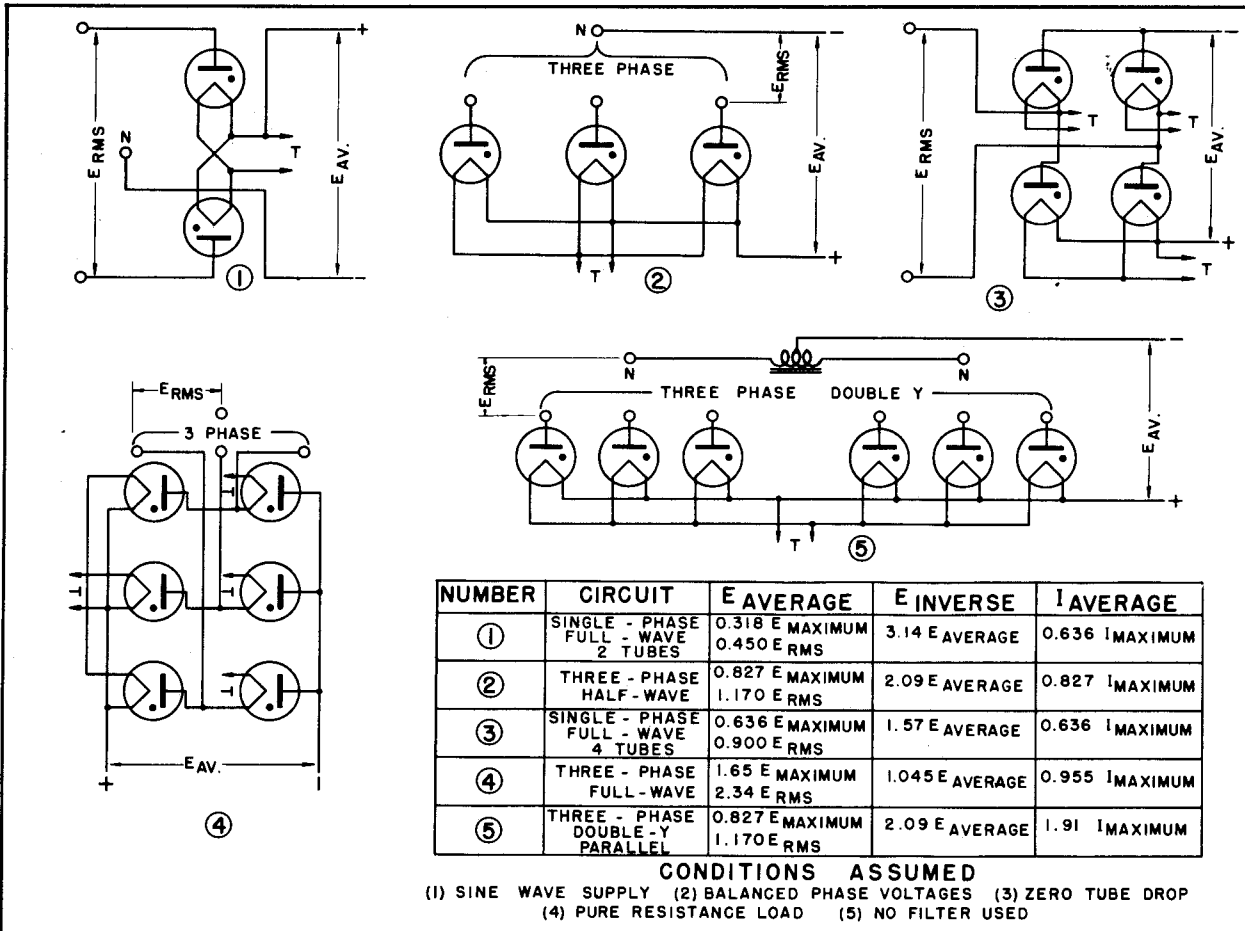 E RMS
N
+
T
E AV.
-
①
N
THREE PHASE
E RMS
-
E AV.
T
+
②
E RMS
T
T
-
E AV.
+
T
③
E RMS
3 PHASE
T
T
T
T
+
E AV.
-
④
E RMS
N
N
-
THREE PHASE DOUBLE Y
E AV.
+
T
⑤
NUMBER CIRCUIT E AVERAGE E INVERSE I AVERAGE
① SINGLE - PHASE FULL - WAVE 2 TUBES 0.318 E MAXIMUM 0.450 E RMS 3.14 E AVERAGE 0.636 I MAXIMUM
② THREE - PHASE HALF - WAVE 0.827 E MAXIMUM 1.170 E RMS 2.09 E AVERAGE 0.827 I MAXIMUM
③ SINGLE - PHASE FULL - WAVE 4 TUBES 0.636 E MAXIMUM 0.900 E RMS 1.57 E AVERAGE 0.636 I MAXIMUM
④ THREE - PHASE FULL - WAVE 1.65 E MAXIMUM 2.34 E RMS 1.045 E AVERAGE 0.955 I MAXIMUM
⑤ THREE - PHASE DOUBLE - Y PARALLEL 0.827 E MAXIMUM 1.170 E RMS 2.09 E AVERAGE 1.91 I MAXIMUM
CONDITIONS ASSUMED
(1) SINE WAVE SUPPLY (2) BALANCED PHASE VOLTAGES (3) ZERO TUBE DROP
(4) PURE RESISTANCE LOAD (5) NO FILTER USED